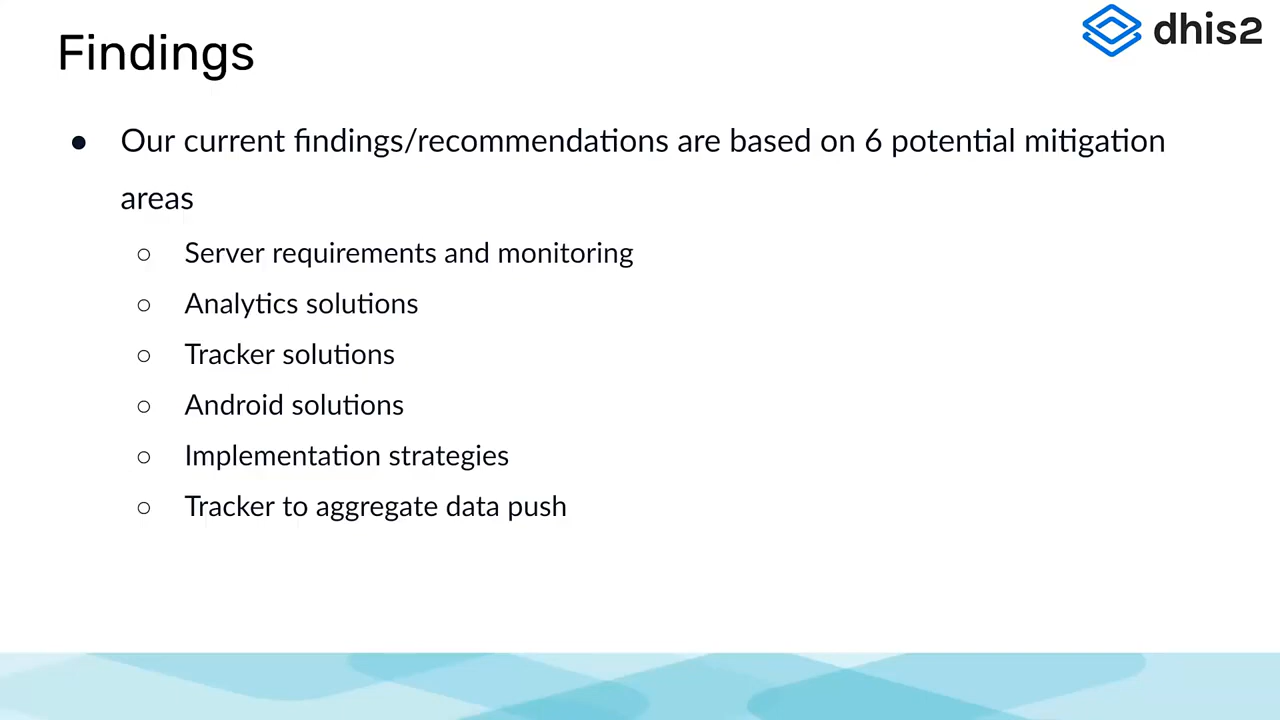 Findings
dhis2
● Our current findings/recommendations are based on 6 potential mitigation
areas
○ Server requirements and monitoring
○ Analytics solutions
○ Tracker solutions
○ Android solutions
○ Implementation strategies
○ Tracker to aggregate data push